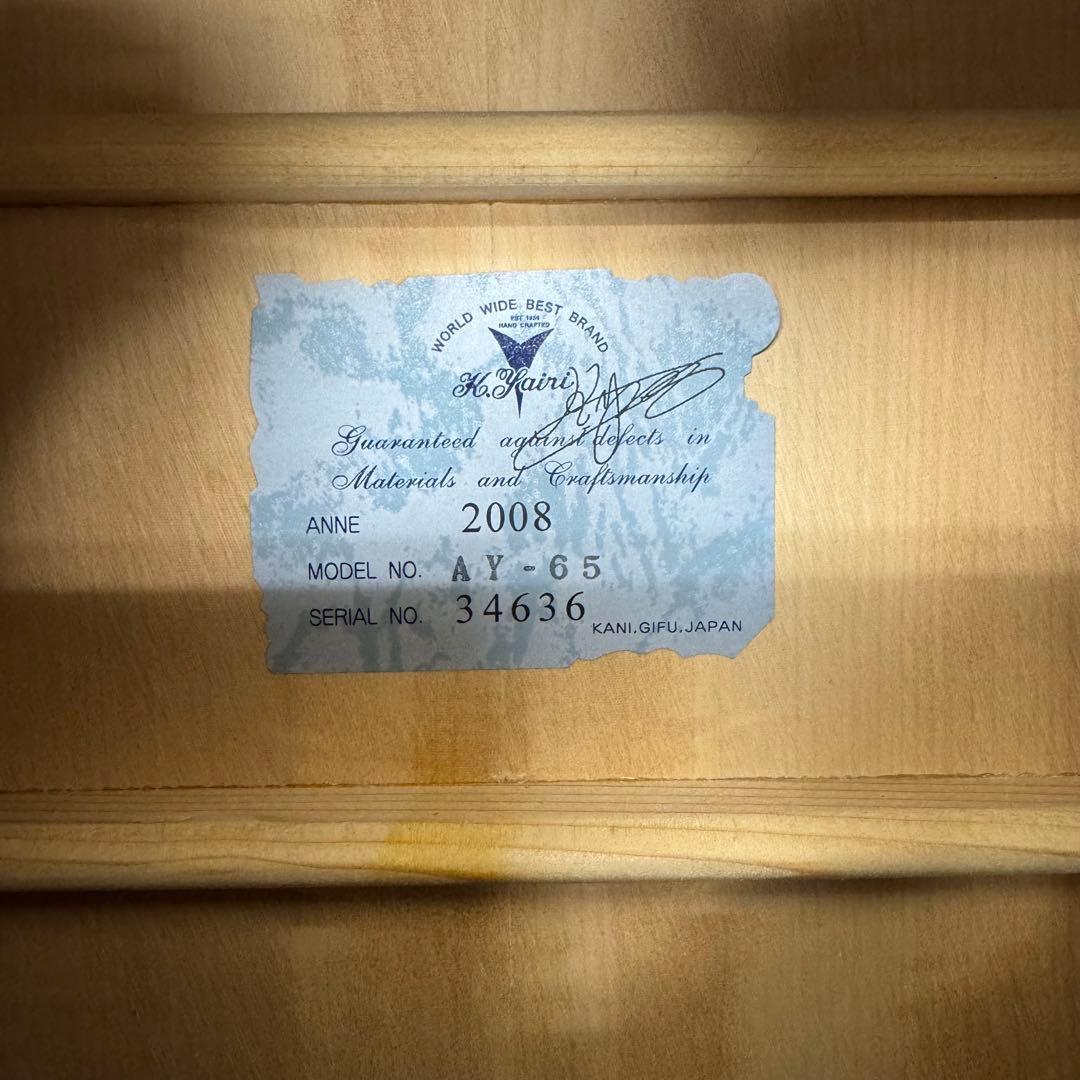 WORLD WIDE BEST BRAND
EST 1935
HAND CRAFTED
K.Yairi
Guaranteed against defects in
Materials and Craftsmanship
ANNE 2008
MODEL NO. AY-65
SERIAL NO. 34636
KANI.GIFU.JAPAN